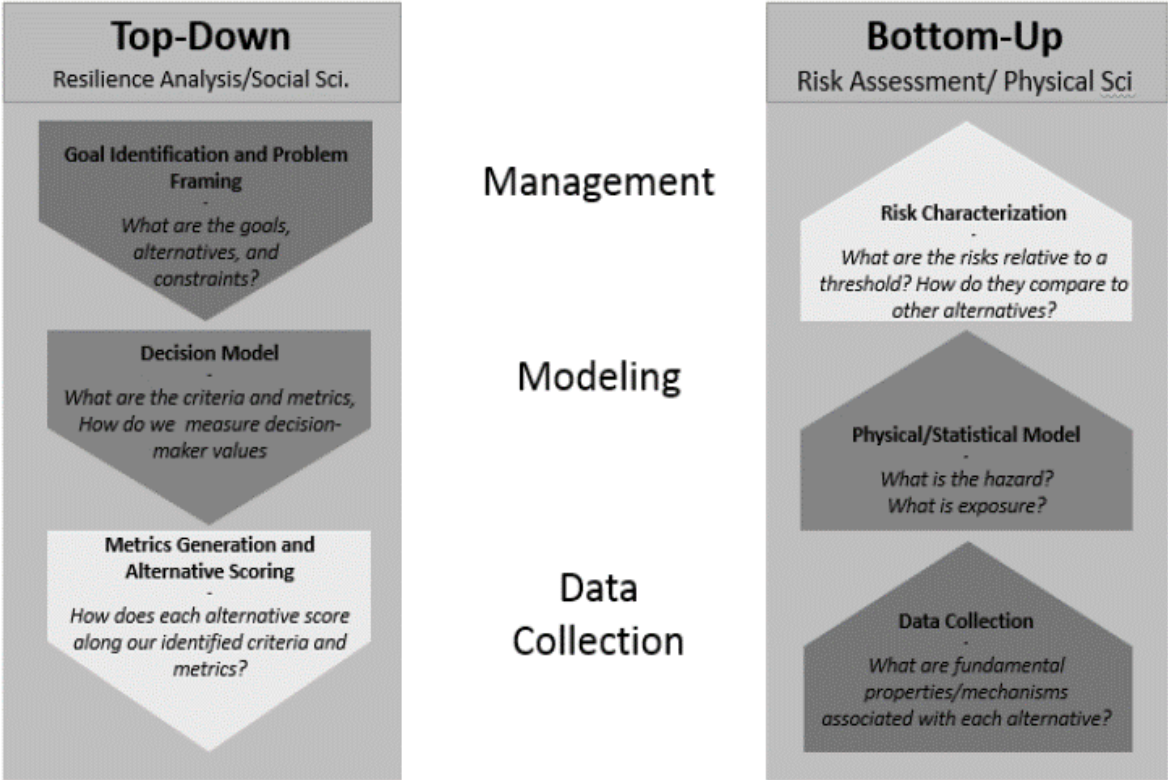 Top-Down
Resilience Analysis/Social Sci.
Goal Identification and Problem
Framing
-
What are the goals,
alternatives, and
constraints?
Decision Model
-
What are the criteria and metrics,
How do we measure decision-
maker values
Metrics Generation and
Alternative Scoring
-
How does each alternative score
along our identified criteria and
metrics?
Management
Modeling
Data
Collection
Bottom-Up
Risk Assessment/ Physical Sci
Risk Characterization
-
What are the risks relative to a
threshold? How do they compare to
other alternatives?
Physical/Statistical Model
-
What is the hazard?
What is exposure?
Data Collection
-
What are fundamental
properties/mechanisms
associated with each alternative?